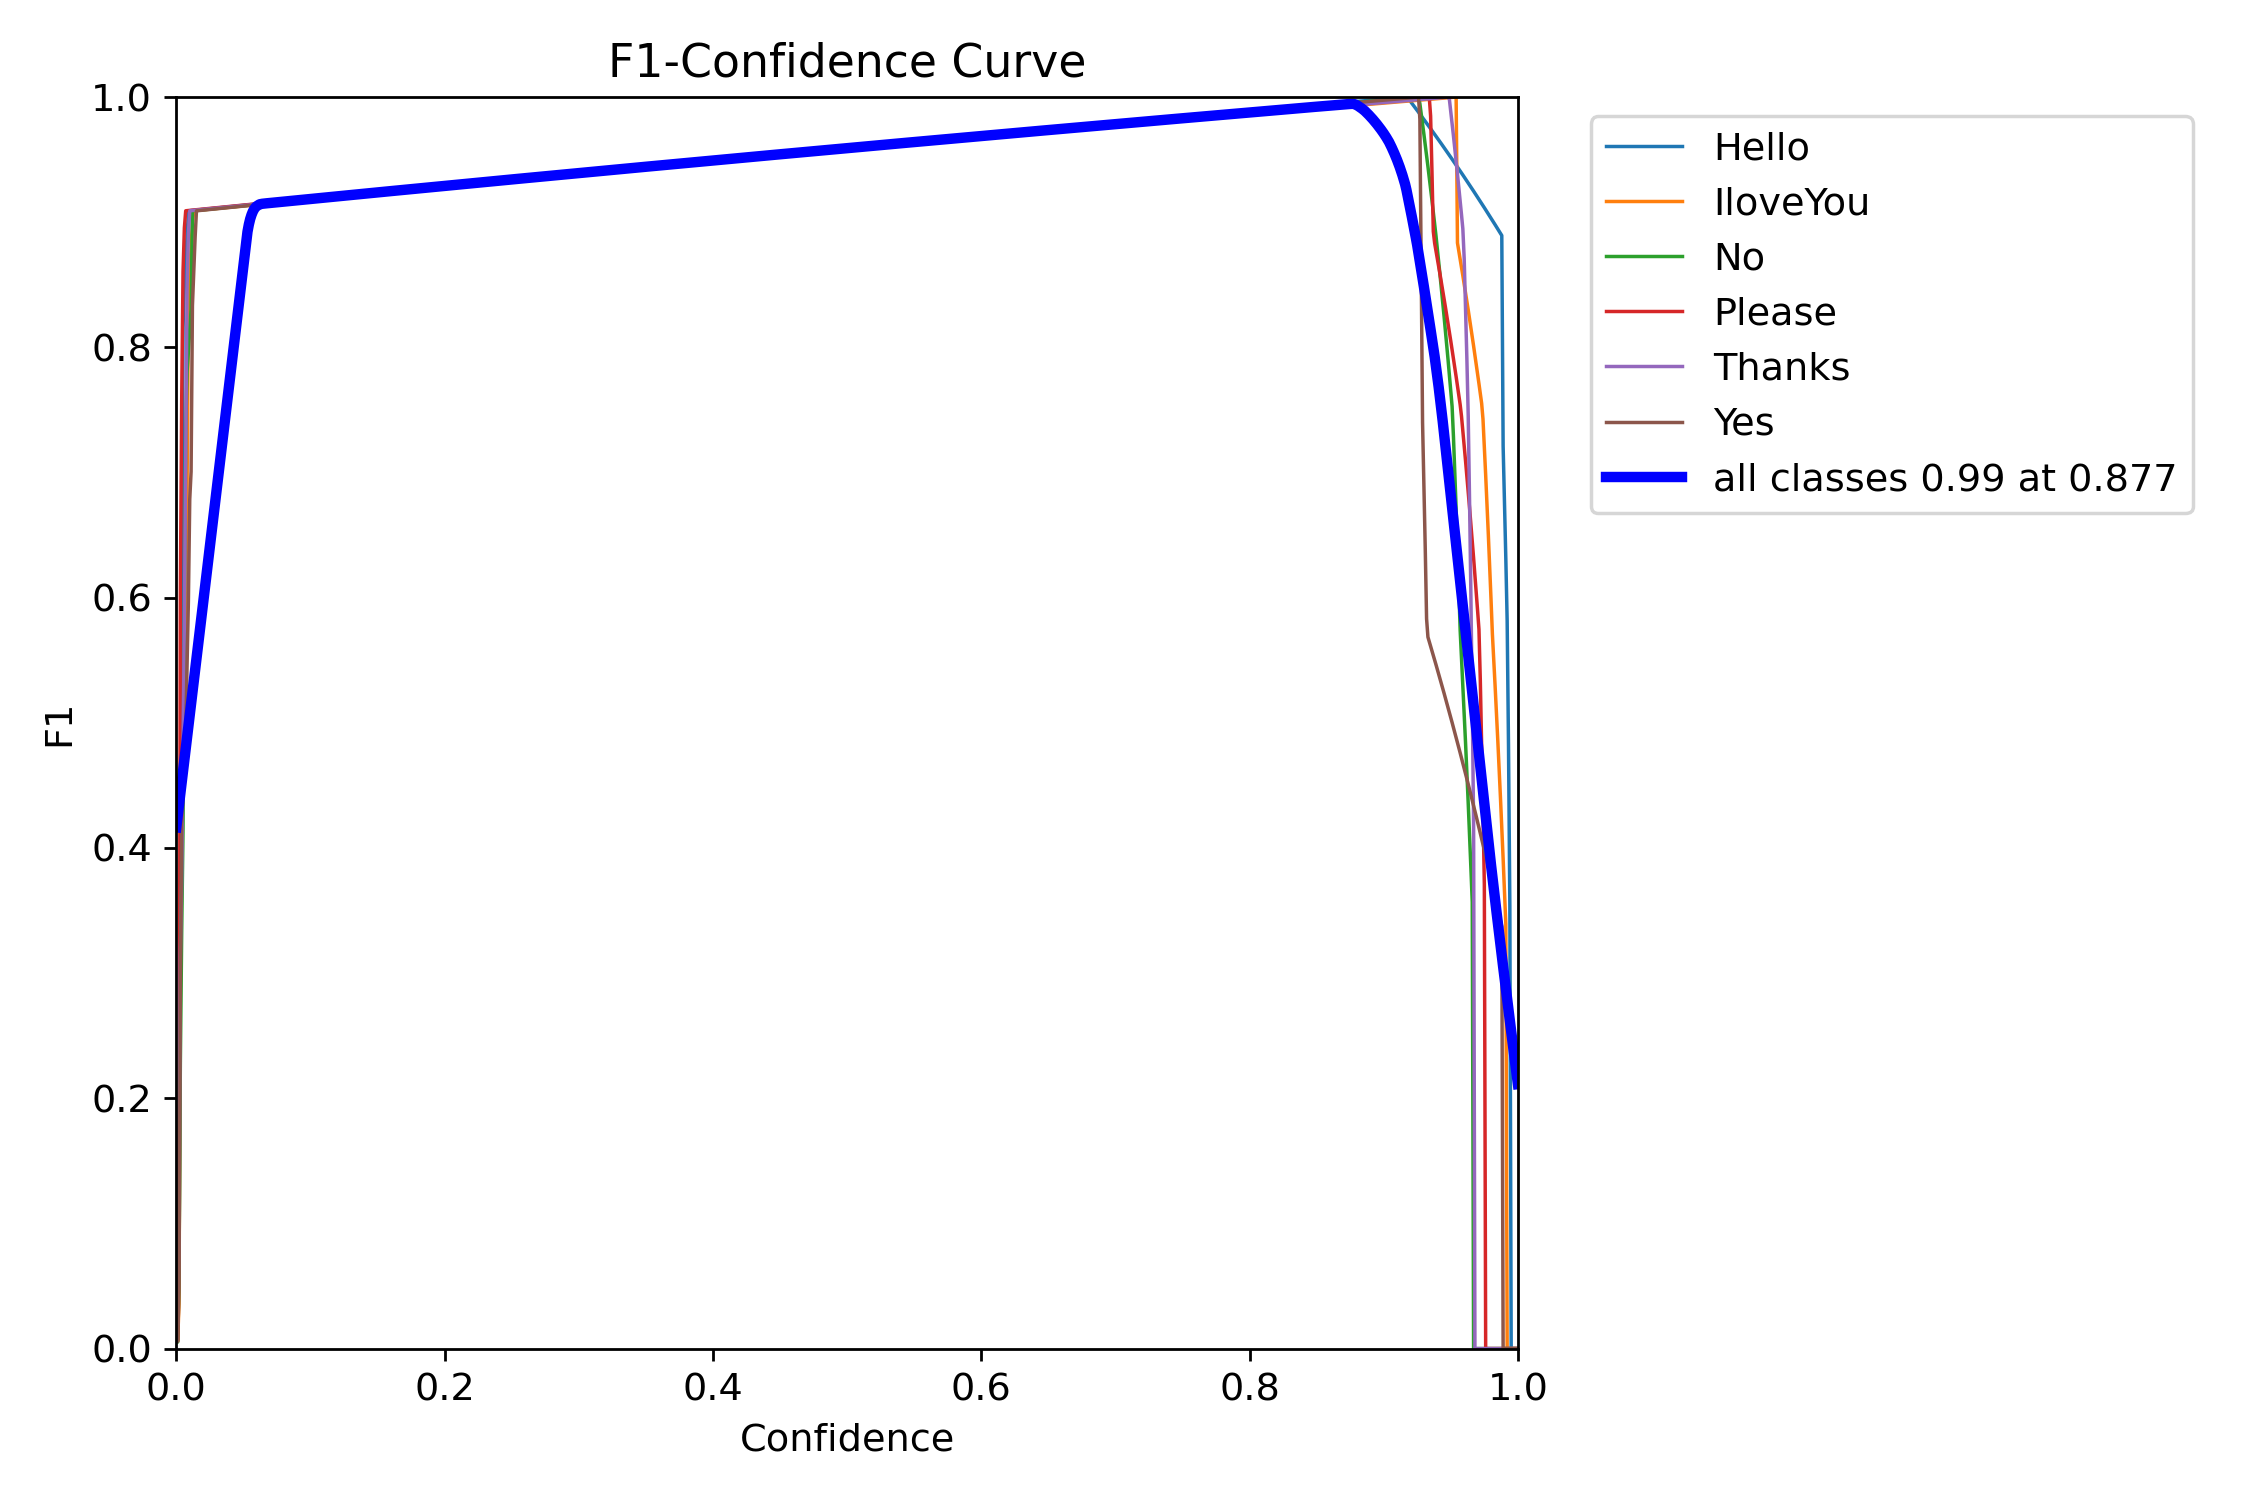 F1-Confidence Curve
1.0
0.8
0.6
0.4
0.2
0.0
F1
0.0 0.2 0.4 0.6 0.8 1.0
Confidence
Hello
IloveYou
No
Please
Thanks
Yes
all classes 0.99 at 0.877